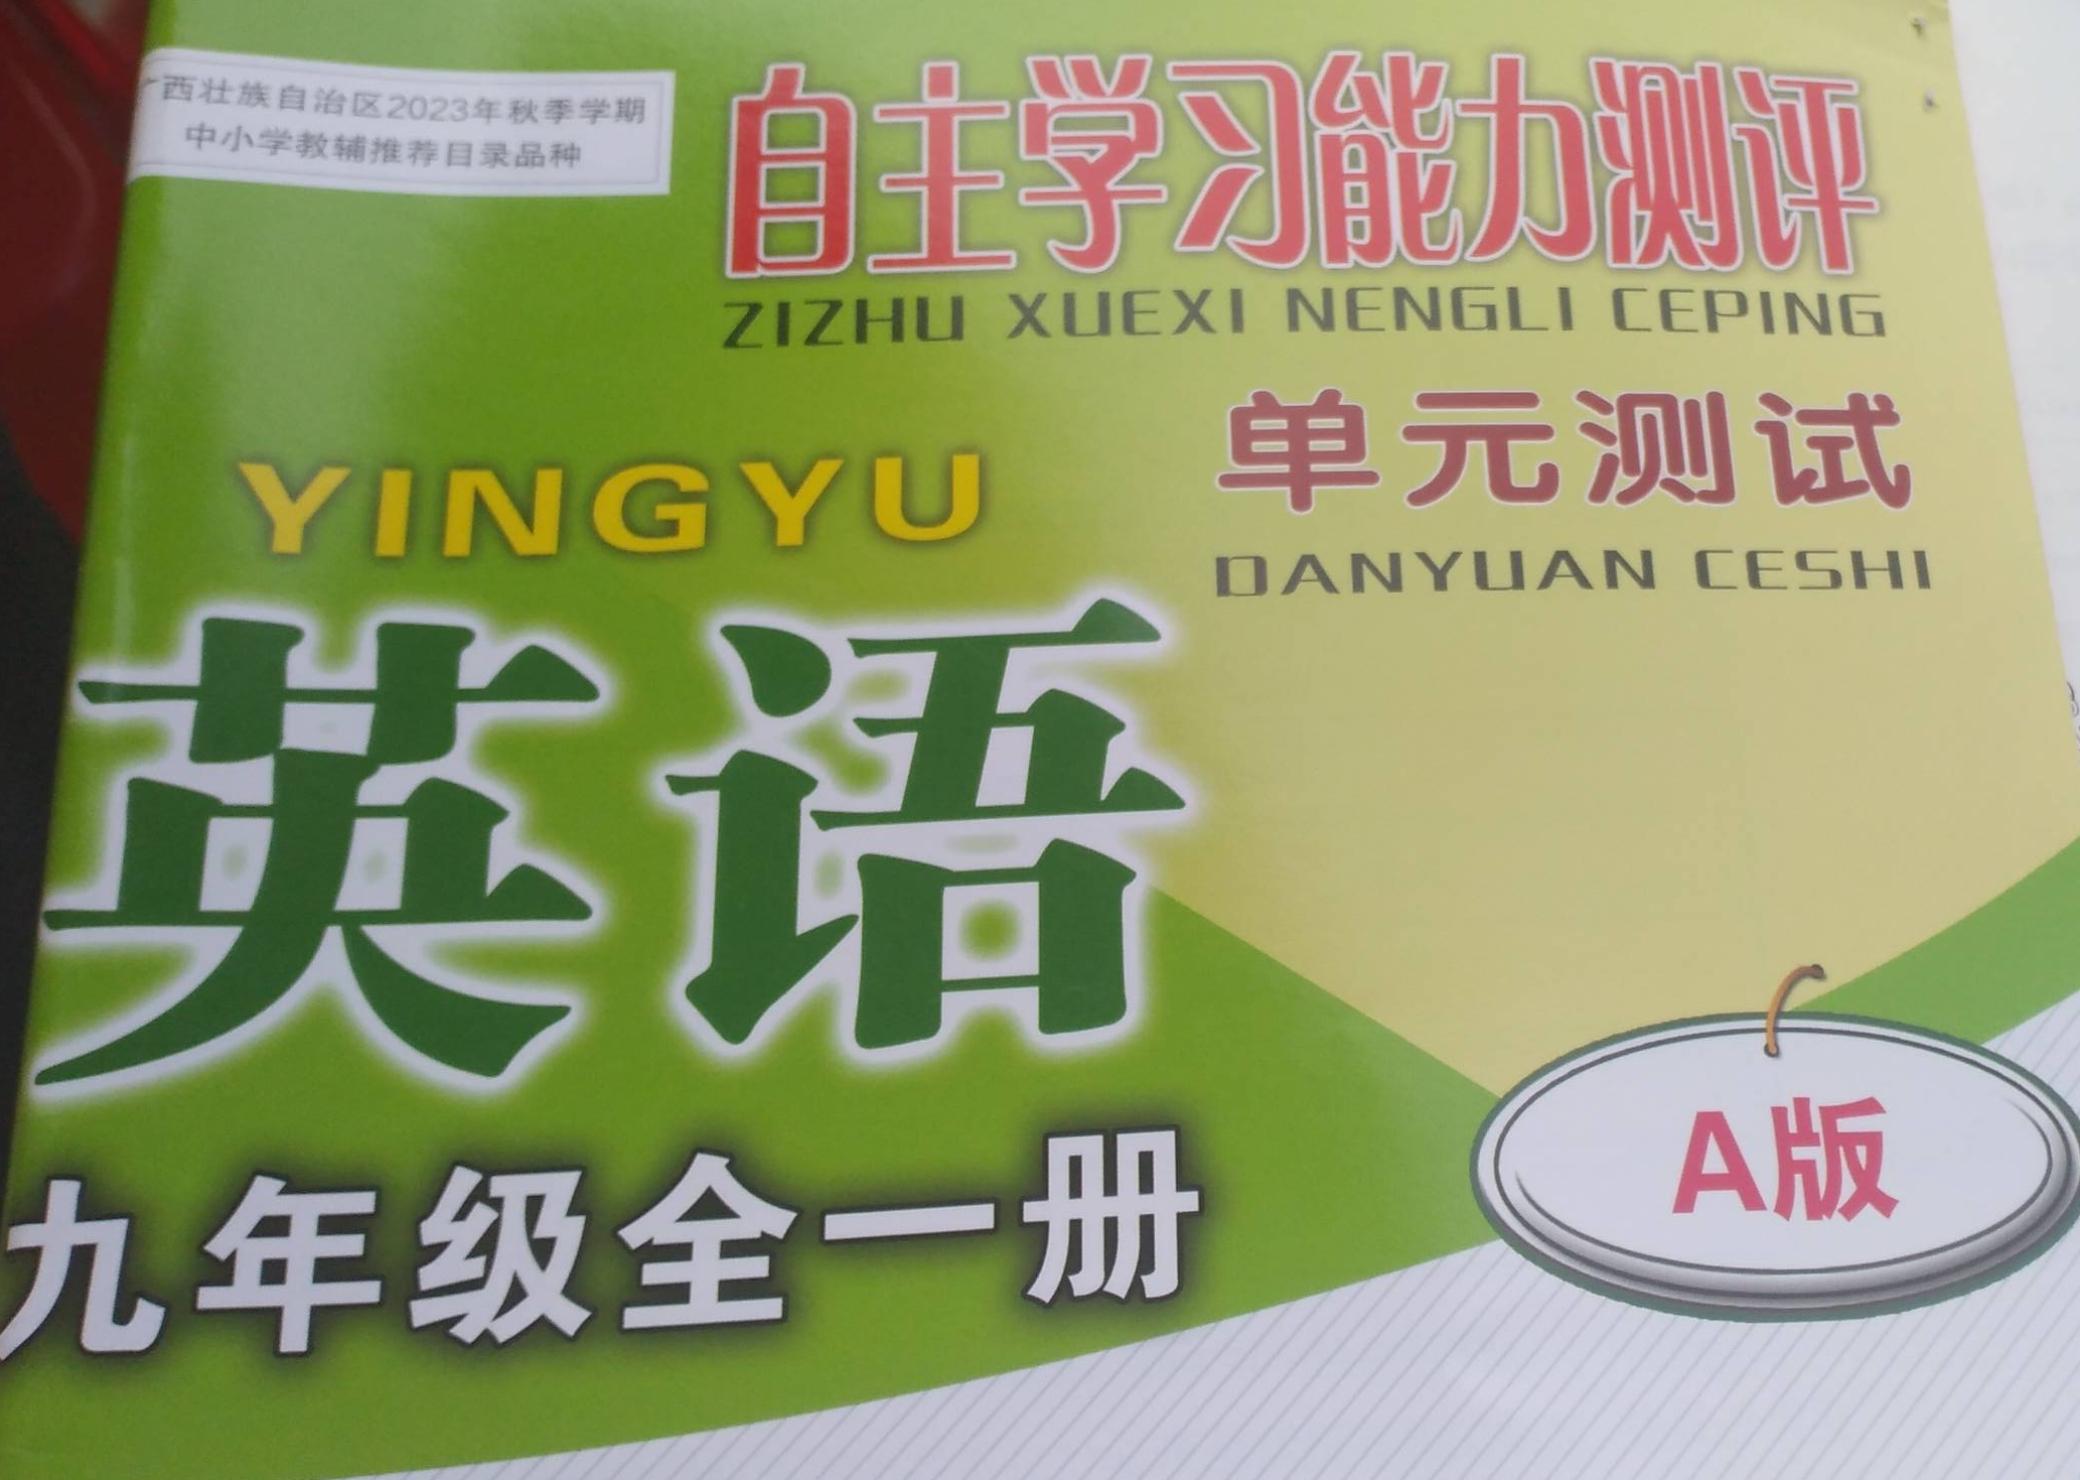 广西壮族自治区2023年秋季学期
中小学教辅推荐目录品种
自主学习能力测评
ZIZHU XUEXI NENGLI CEPING
单元测试
DANYUAN CESHI
YINGYU
英语
九年级全一册
A版